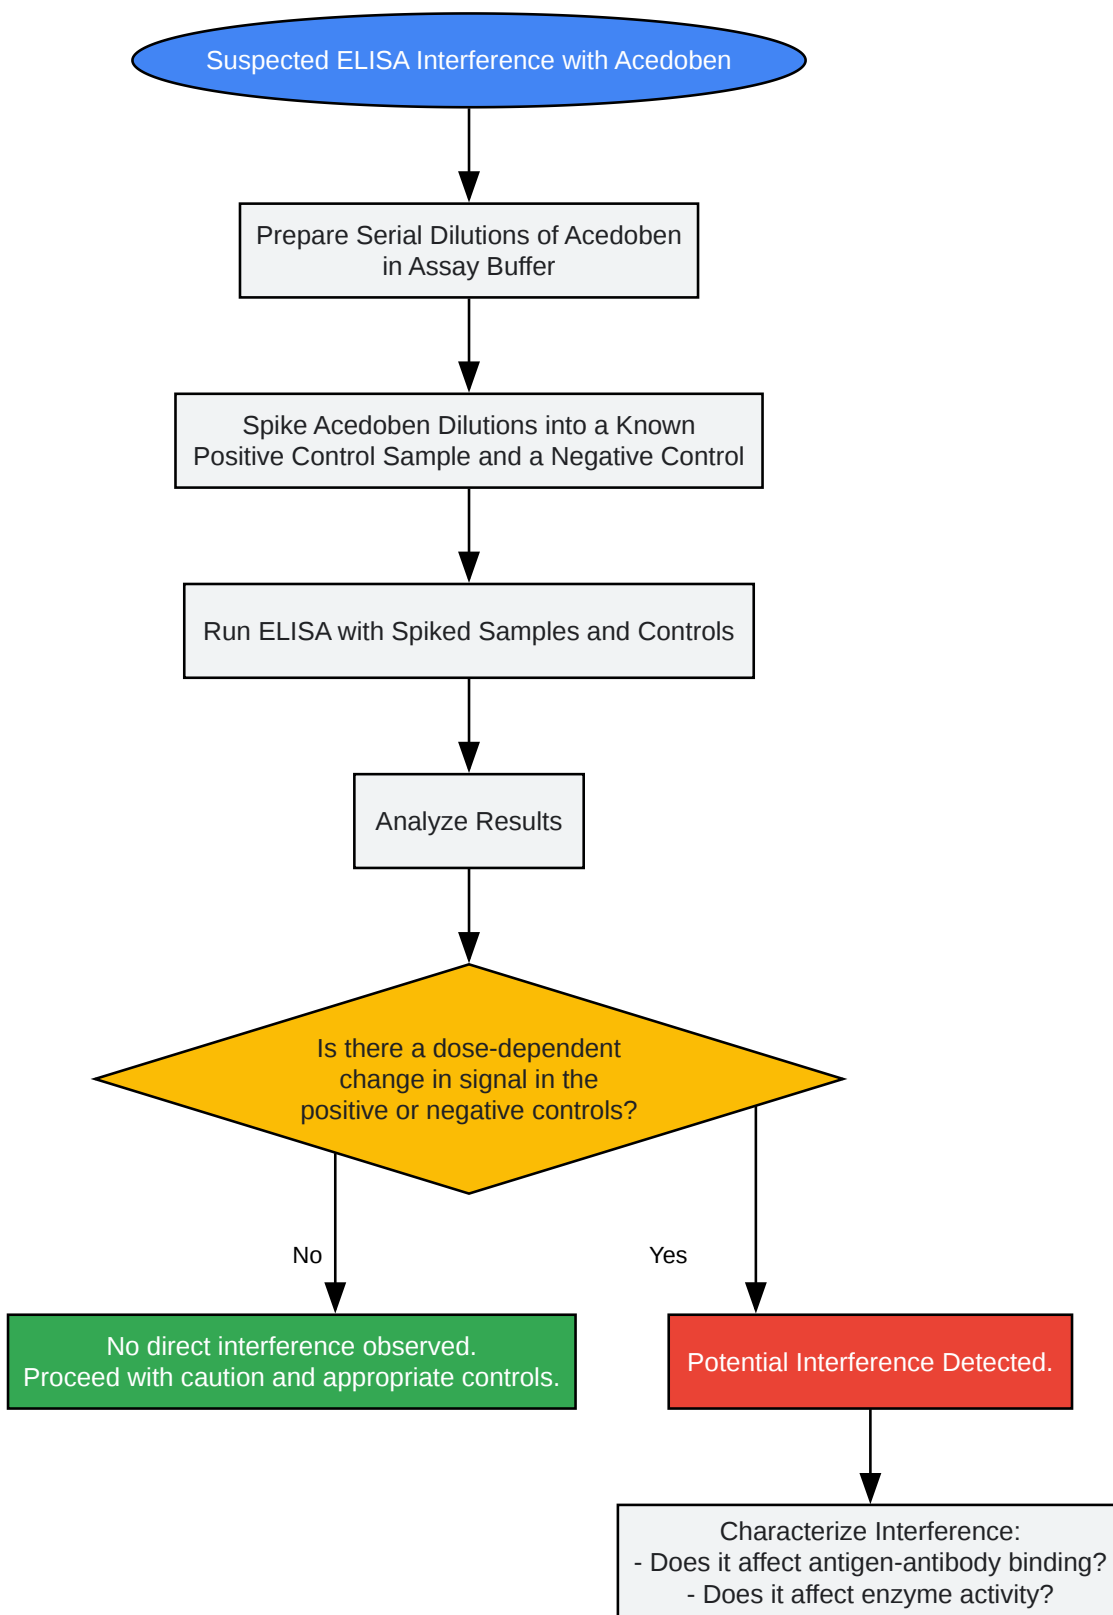 Suspected ELISA Interference with Acedoben
Prepare Serial Dilutions of Acedoben
in Assay Buffer
Spike Acedoben Dilutions into a Known
Positive Control Sample and a Negative Control
Run ELISA with Spiked Samples and Controls
Analyze Results
Is there a dose-dependent
change in signal in the
positive or negative controls?
No
Yes
No direct interference observed.
Proceed with caution and appropriate controls.
Potential Interference Detected.
Characterize Interference:
- Does it affect antigen-antibody binding?
- Does it affect enzyme activity?